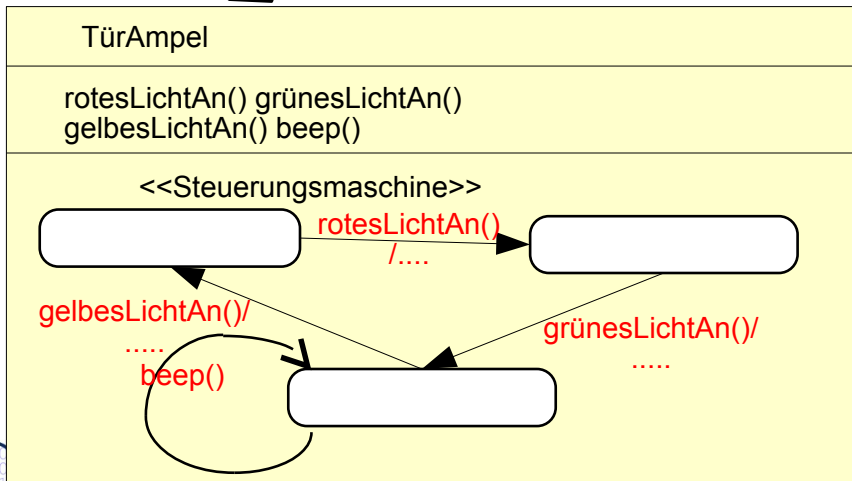 TürAmpel
rotesLichtAn() grünesLichtAn()
gelbesLichtAn() beep()
<<Steuerungsmaschine>>
rotesLichtAn()
/....
gelbesLichtAn()/
.....
beep()
grünesLichtAn()/
.....